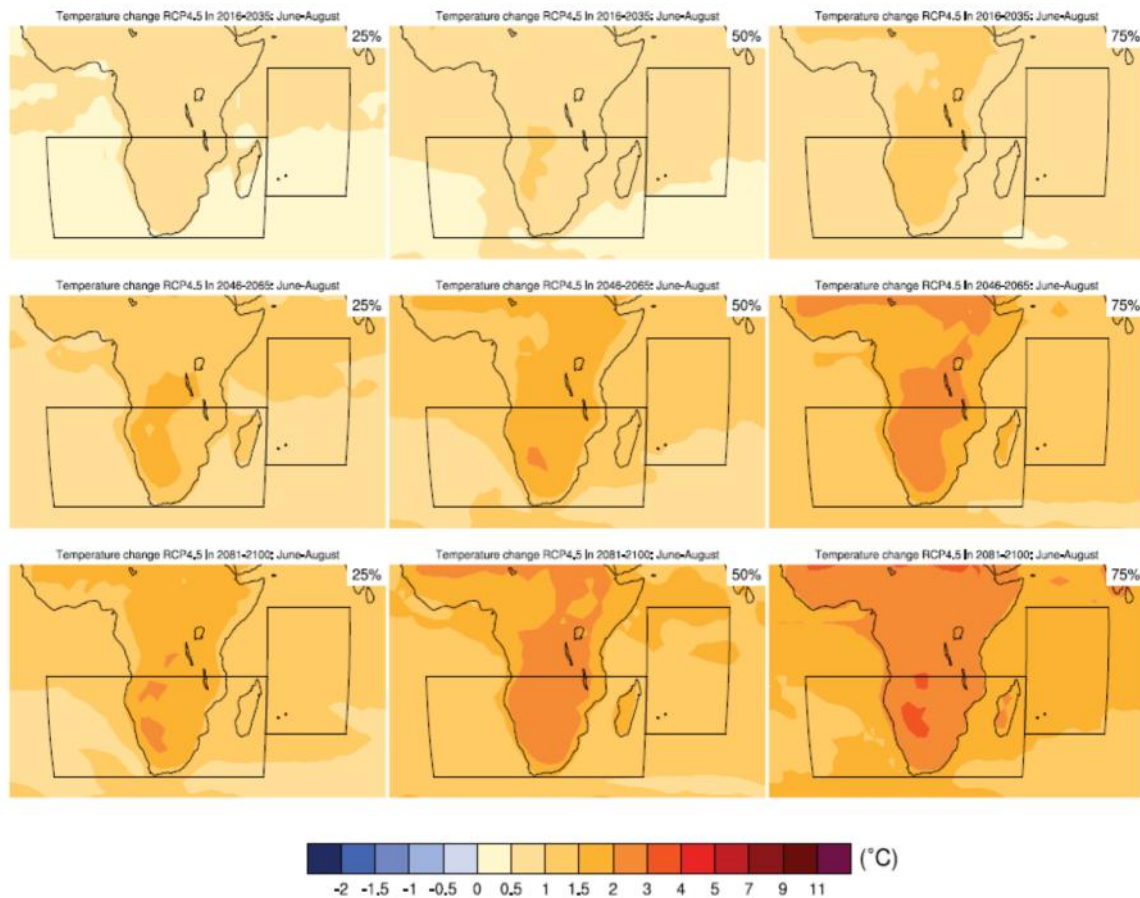 Temperature change RCP4.5 in 2016-2035: June-August
25%
Temperature change RCP4.5 in 2016-2035: June-August
50%
Temperature change RCP4.5 in 2016-2035: June-August
75%
Temperature change RCP4.5 in 2046-2065: June-August
25%
Temperature change RCP4.5 in 2046-2065: June-August
50%
Temperature change RCP4.5 in 2046-2065: June-August
75%
Temperature change RCP4.5 in 2081-2100: June-August
25%
Temperature change RCP4.5 in 2081-2100: June-August
50%
Temperature change RCP4.5 in 2081-2100: June-August
75%
(°C)
-2 -1.5 -1 -0.5 0 0.5 1 1.5 2 3 4 5 7 9 11